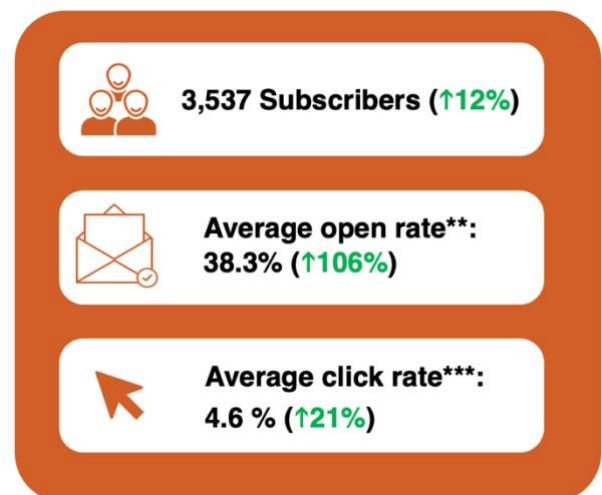 3,537 Subscribers (↑12%)
Average open rate**:
38.3% (↑106%)
Average click rate***:
4.6 % (↑21%)